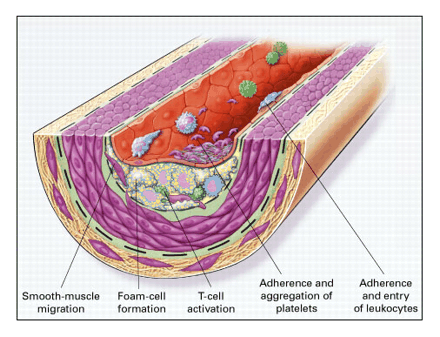 Smooth-muscle
migration
Foam-cell
formation
T-cell
activation
Adherence and
aggregation of
platelets
Adherence
and entry
of leukocytes